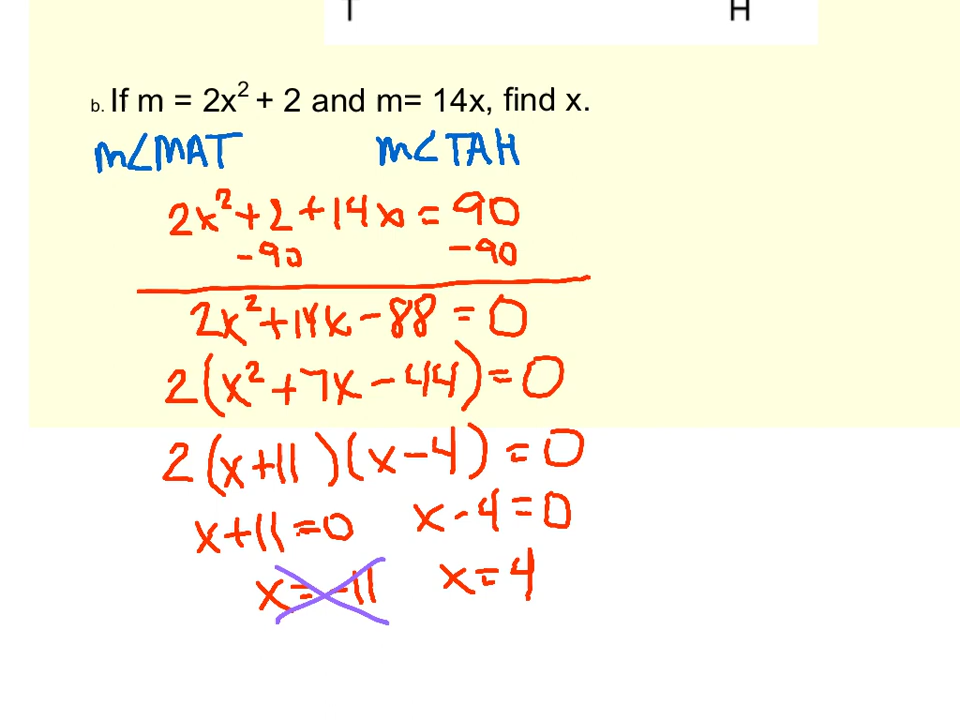 T H
b. If m = 2x² + 2 and m= 14x, find x.
m∠MAT m∠TAH
2x²+2+14x=90
-90 -90
2x²+14x-88=0
2(x²+7x-44)=0
2(x+11)(x-4)=0
x+11=0 x-4=0
x=-11 x=4